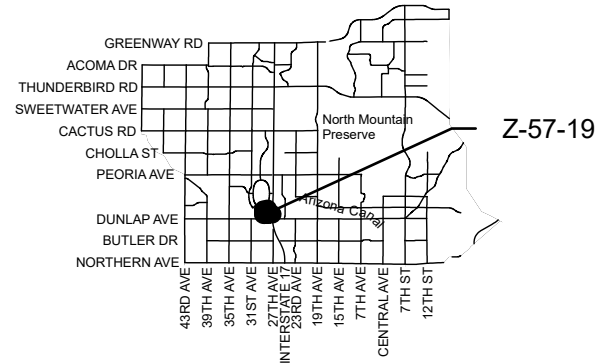 GREENWAY RD
ACOMA DR
THUNDERBIRD RD
SWEETWATER AVE
CACTUS RD
CHOLLA ST
PEORIA AVE
DUNLAP AVE
BUTLER DR
NORTHERN AVE
North Mountain
Preserve
Z-57-19
Arizona Canal
43RD AVE
39TH AVE
35TH AVE
31ST AVE
27TH AVE
INTERSTATE 17
23RD AVE
19TH AVE
15TH AVE
7TH AVE
CENTRAL AVE
7TH ST
12TH ST